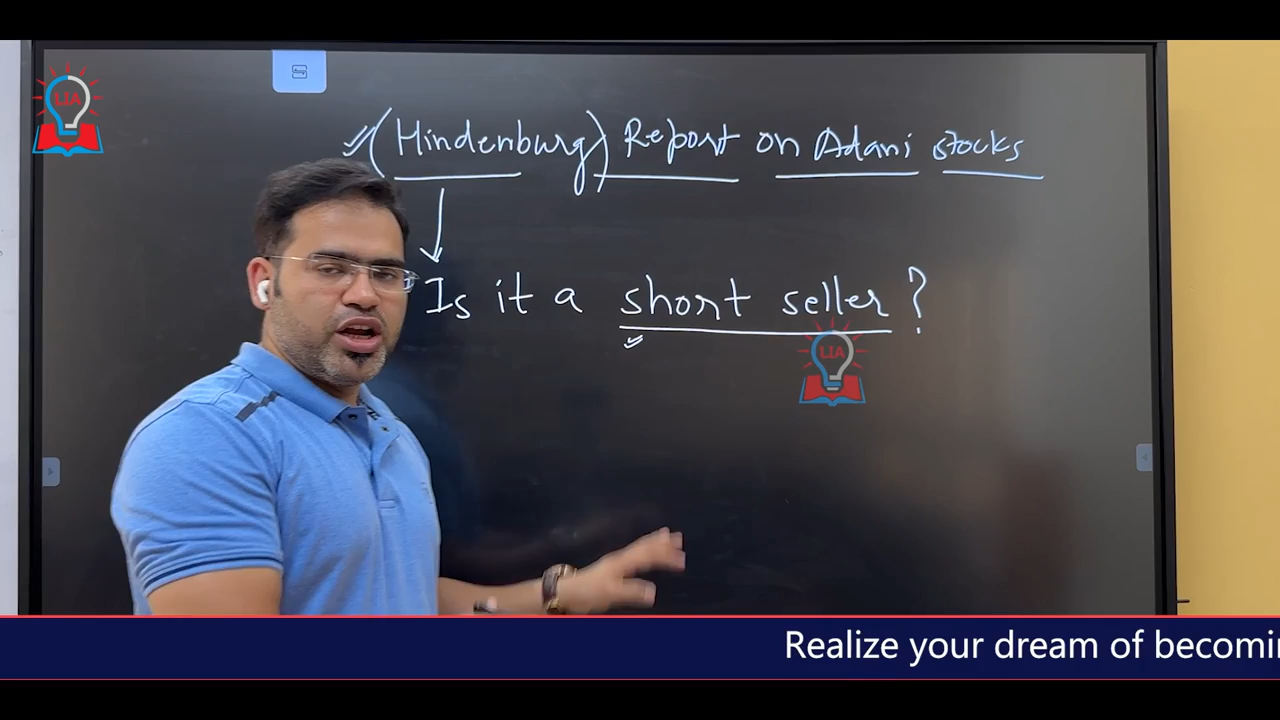 LIA
(Hindenburg) Report on Adani stocks
Is it a short seller?
LIA
Realize your dream of becomi